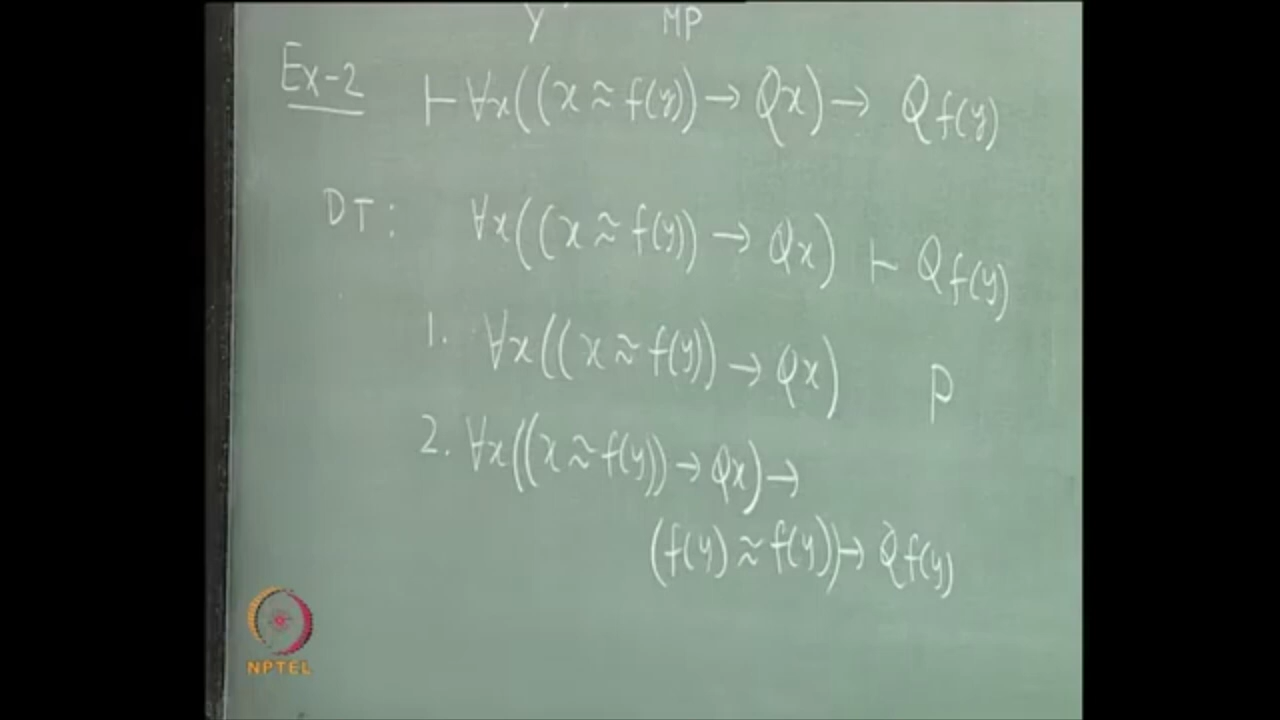 y MP
Ex-2 ⊢ ∀x((x ≈ f(y)) → Qx) → Qf(y)
DT: ∀x((x ≈ f(y)) → Qx) ⊢ Qf(y)
1. ∀x((x ≈ f(y)) → Qx) P
2. ∀x((x ≈ f(y)) → Qx) →
(f(y) ≈ f(y)) → Qf(y)
NPTEL